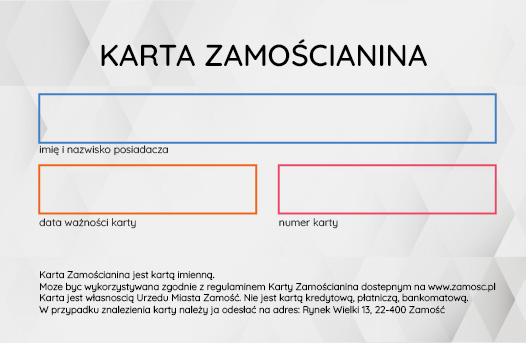 KARTA ZAMOŚCIANINA
imię i nazwisko posiadacza
data ważności karty
numer karty
Karta Zamościanina jest kartą imienną.
Moze byc wykorzystywana zgodnie z regulaminem Karty Zamościanina dostepnym na www.zamosc.pl
Karta jest własnoscią Urzedu Miasta Zamość. Nie jest kartą kredytową, płatniczą, bankomatową.
W przypadku znalezienia karty należy ja odesłać na adres: Rynek Wielki 13, 22-400 Zamość